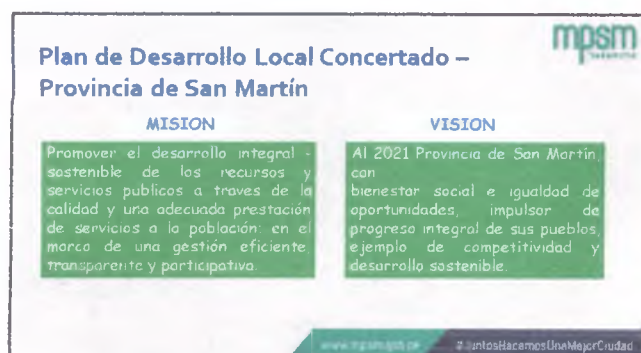 mpsm
Plan de Desarrollo Local Concertado –
Provincia de San Martín
MISION
Promover el desarrollo integral -
sostenible de los recursos y
servicios publicos a traves de la
calidad y una adecuada prestación
de servicios a la población: en el
marco de una gestión eficiente
transparente y participativa.
VISION
Al 2021 Provincia de San Martín,
con
bienestar social e igualdad de
oportunidades, impulsor de
progreso integral de sus pueblos,
ejemplo de competitividad y
desarrollo sostenible.
#JuntosHacemosUnaMejorCiudad